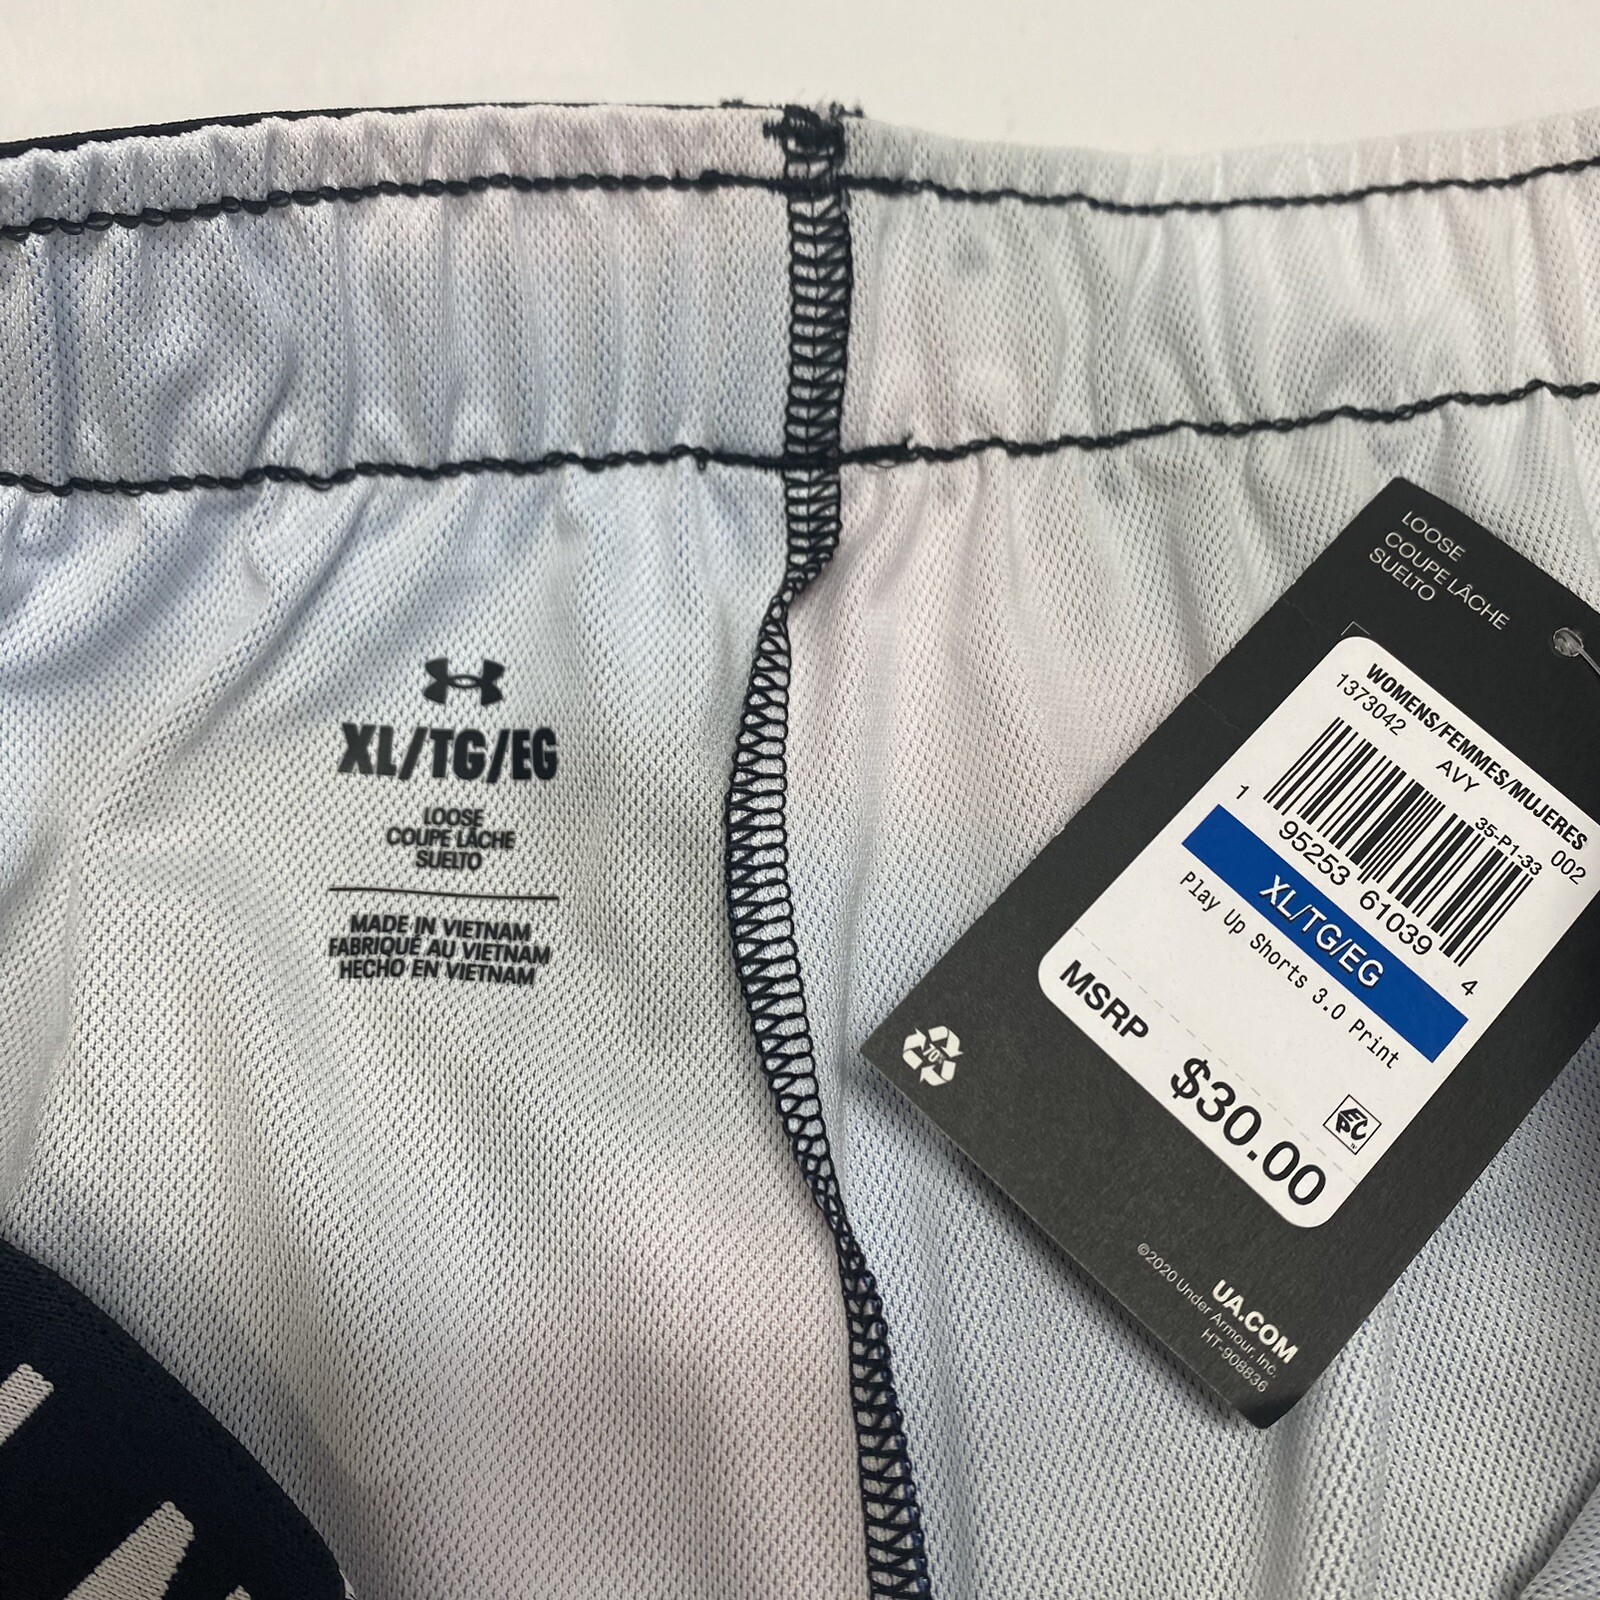 XL/TG/EG
LOOSE
COUPE LÂCHE
SUELTO
MADE IN VIETNAM
FABRIQUÉ AU VIETNAM
HECHO EN VIETNAM
LOOSE
COUPE LÂCHE
SUELTO
WOMENS/FEMMES/MUJERES
1373042 AVY 35-P1-33 002
1 95253 61039 4
XL/TG/EG
Play Up Shorts 3.0 Print
MSRP $30.00
UA.COM
©2020 Under Armour, Inc.
HT-908836